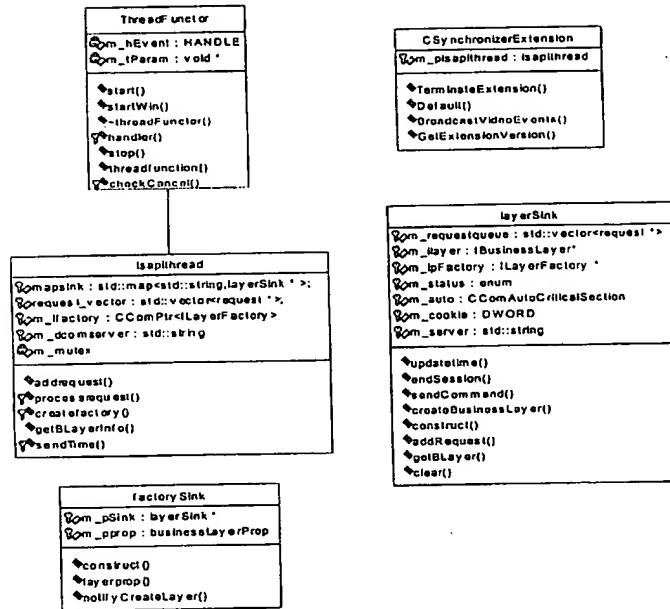 ThreadFunctor
m_hEvent : HANDLE
m_tParam : void *
start()
startWin()
~threadFunctor()
handler()
stop()
threadfunction()
checkCancel()
CSynchronizerExtension
m_pisapithread : isapithread
TerminateExtension()
Default()
BroadcastVideoEvents()
GetExtensionVersion()
isapithread
mapsink : std::map<std::string,layerSink * >;
request_vector : std::vector<request *>;
m_ifactory : CComPtr<ILayerFactory>
m_dcomserver : std::string
m_mutex
addrequest()
processrequest()
createfactory()
getBLayerInfo()
sendTime()
layerSink
m_requestqueue : std::vector<request *>
m_ilayer : IBusinessLayer*
m_ipFactory : ILayerFactory *
m_status : enum
m_auto : CComAutoCriticalSection
m_cookie : DWORD
m_server : std::string
updatetime()
endSession()
sendCommand()
createBusinessLayer()
construct()
addRequest()
getBLayer()
clear()
factorySink
m_pSink : layerSink *
m_pprop : businessLayerProp
construct()
layerprop()
notifyCreateLayer()